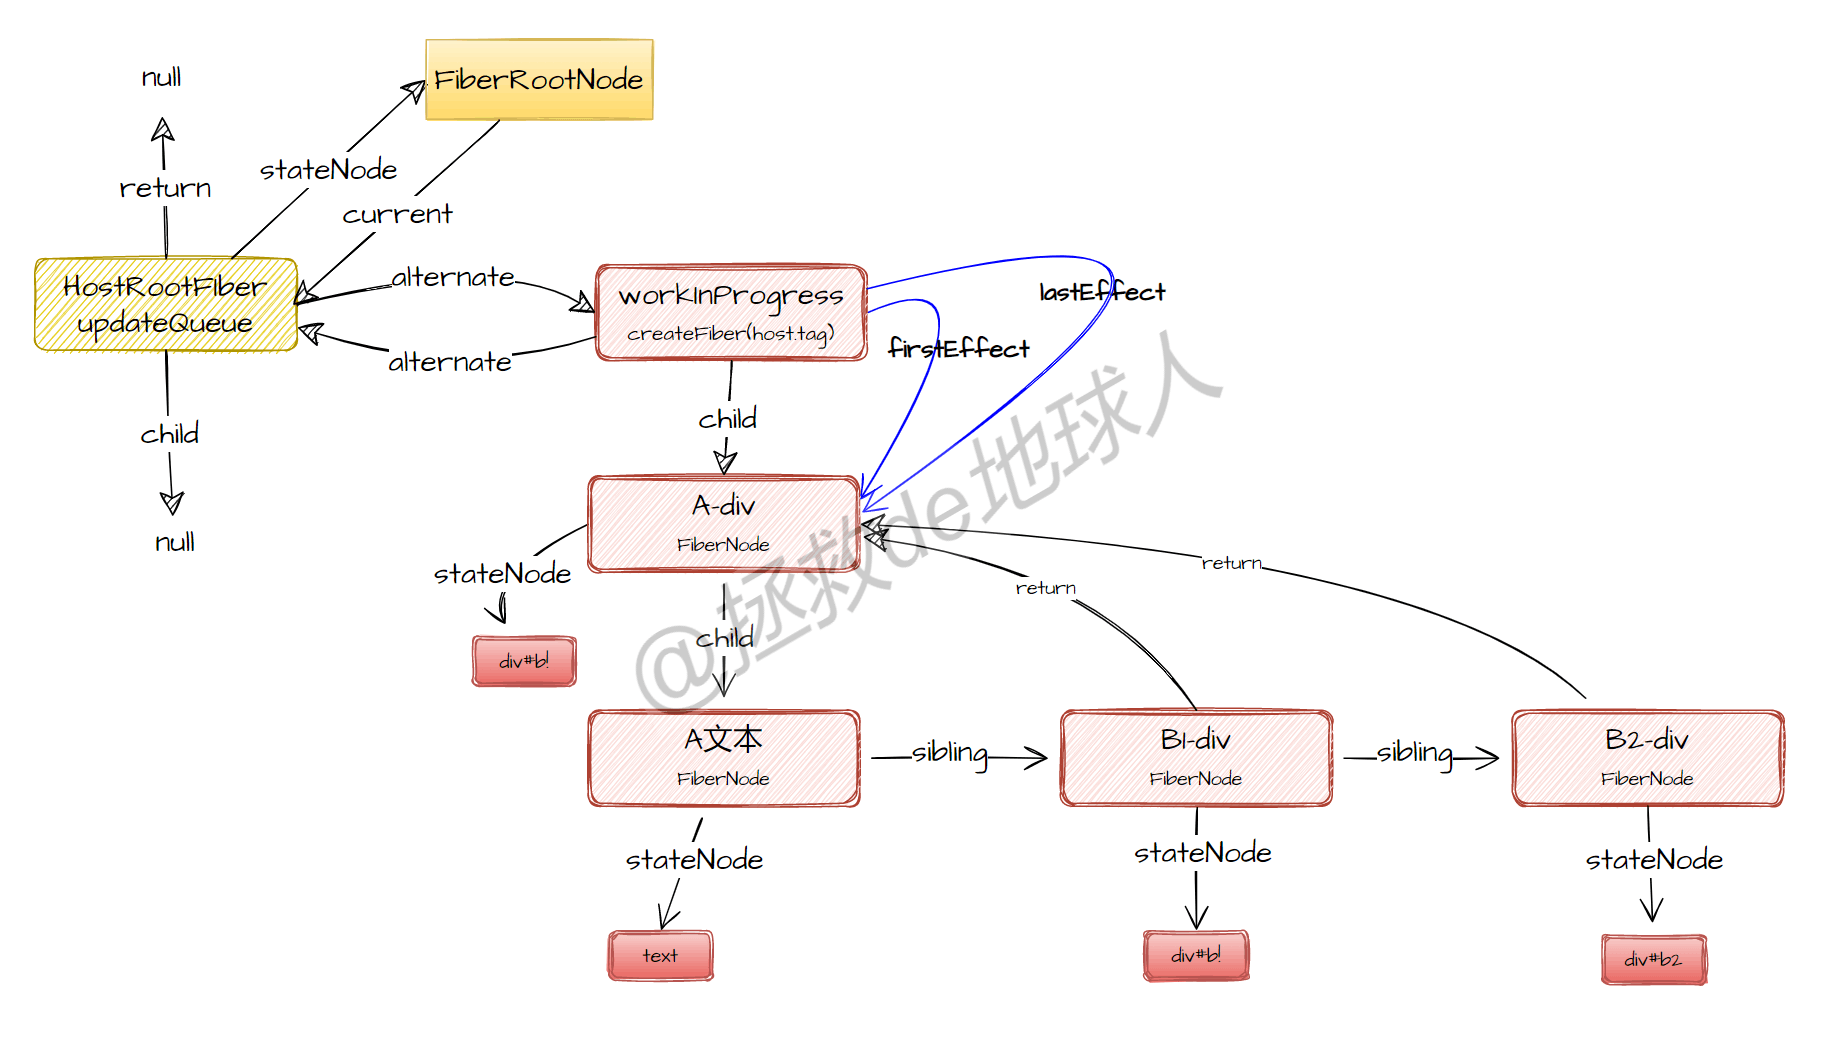 null
FiberRootNode
stateNode
return
current
HostRootFiber
updateQueue
alternate
workInProgress
createFiber(host.tag)
lastEffect
firstEffect
alternate
child
child
null
A-div
FiberNode
stateNode
return
return
div#b!
child
@拯救de地球人
A文本
FiberNode
sibling
B1-div
FiberNode
sibling
B2-div
FiberNode
stateNode
stateNode
stateNode
text
div#b!
div#b2